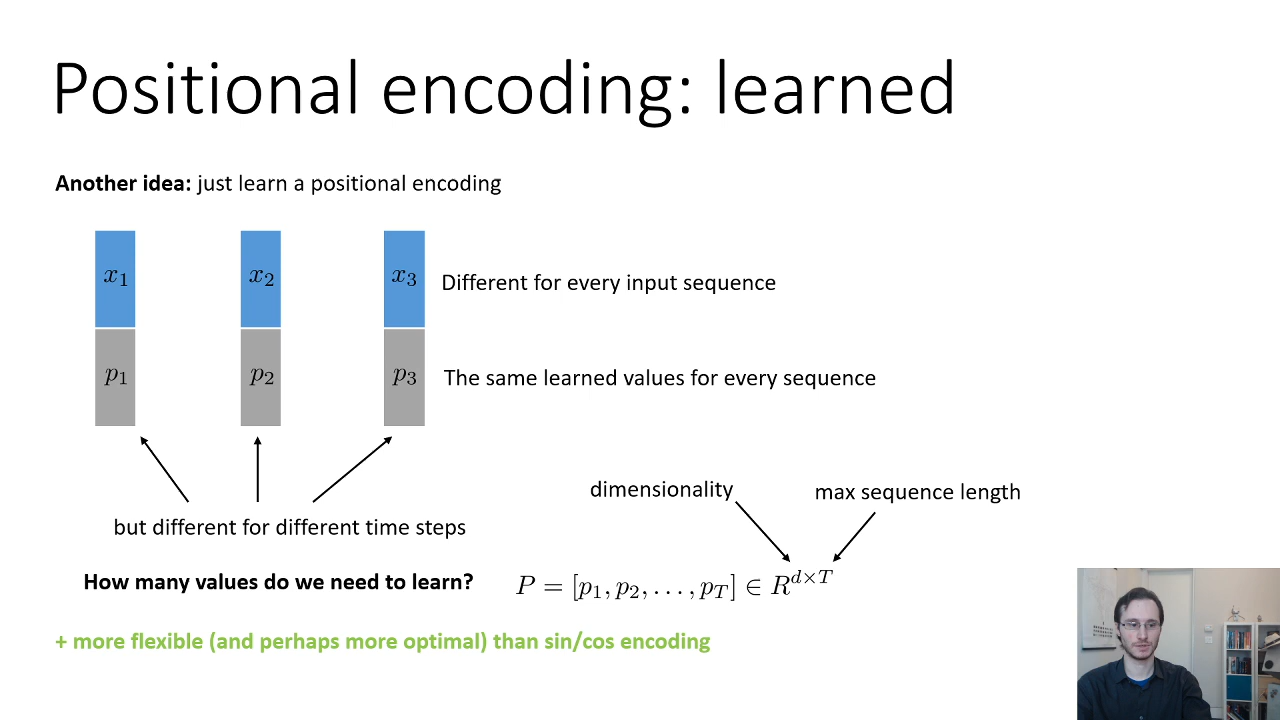 Positional encoding: learned
Another idea: just learn a positional encoding
x₁ x₂ x₃ Different for every input sequence
p₁ p₂ p₃ The same learned values for every sequence
dimensionality max sequence length
but different for different time steps
How many values do we need to learn? P = [p₁, p₂, . . . , p_T] ∈ R^{d×T}
+ more flexible (and perhaps more optimal) than sin/cos encoding